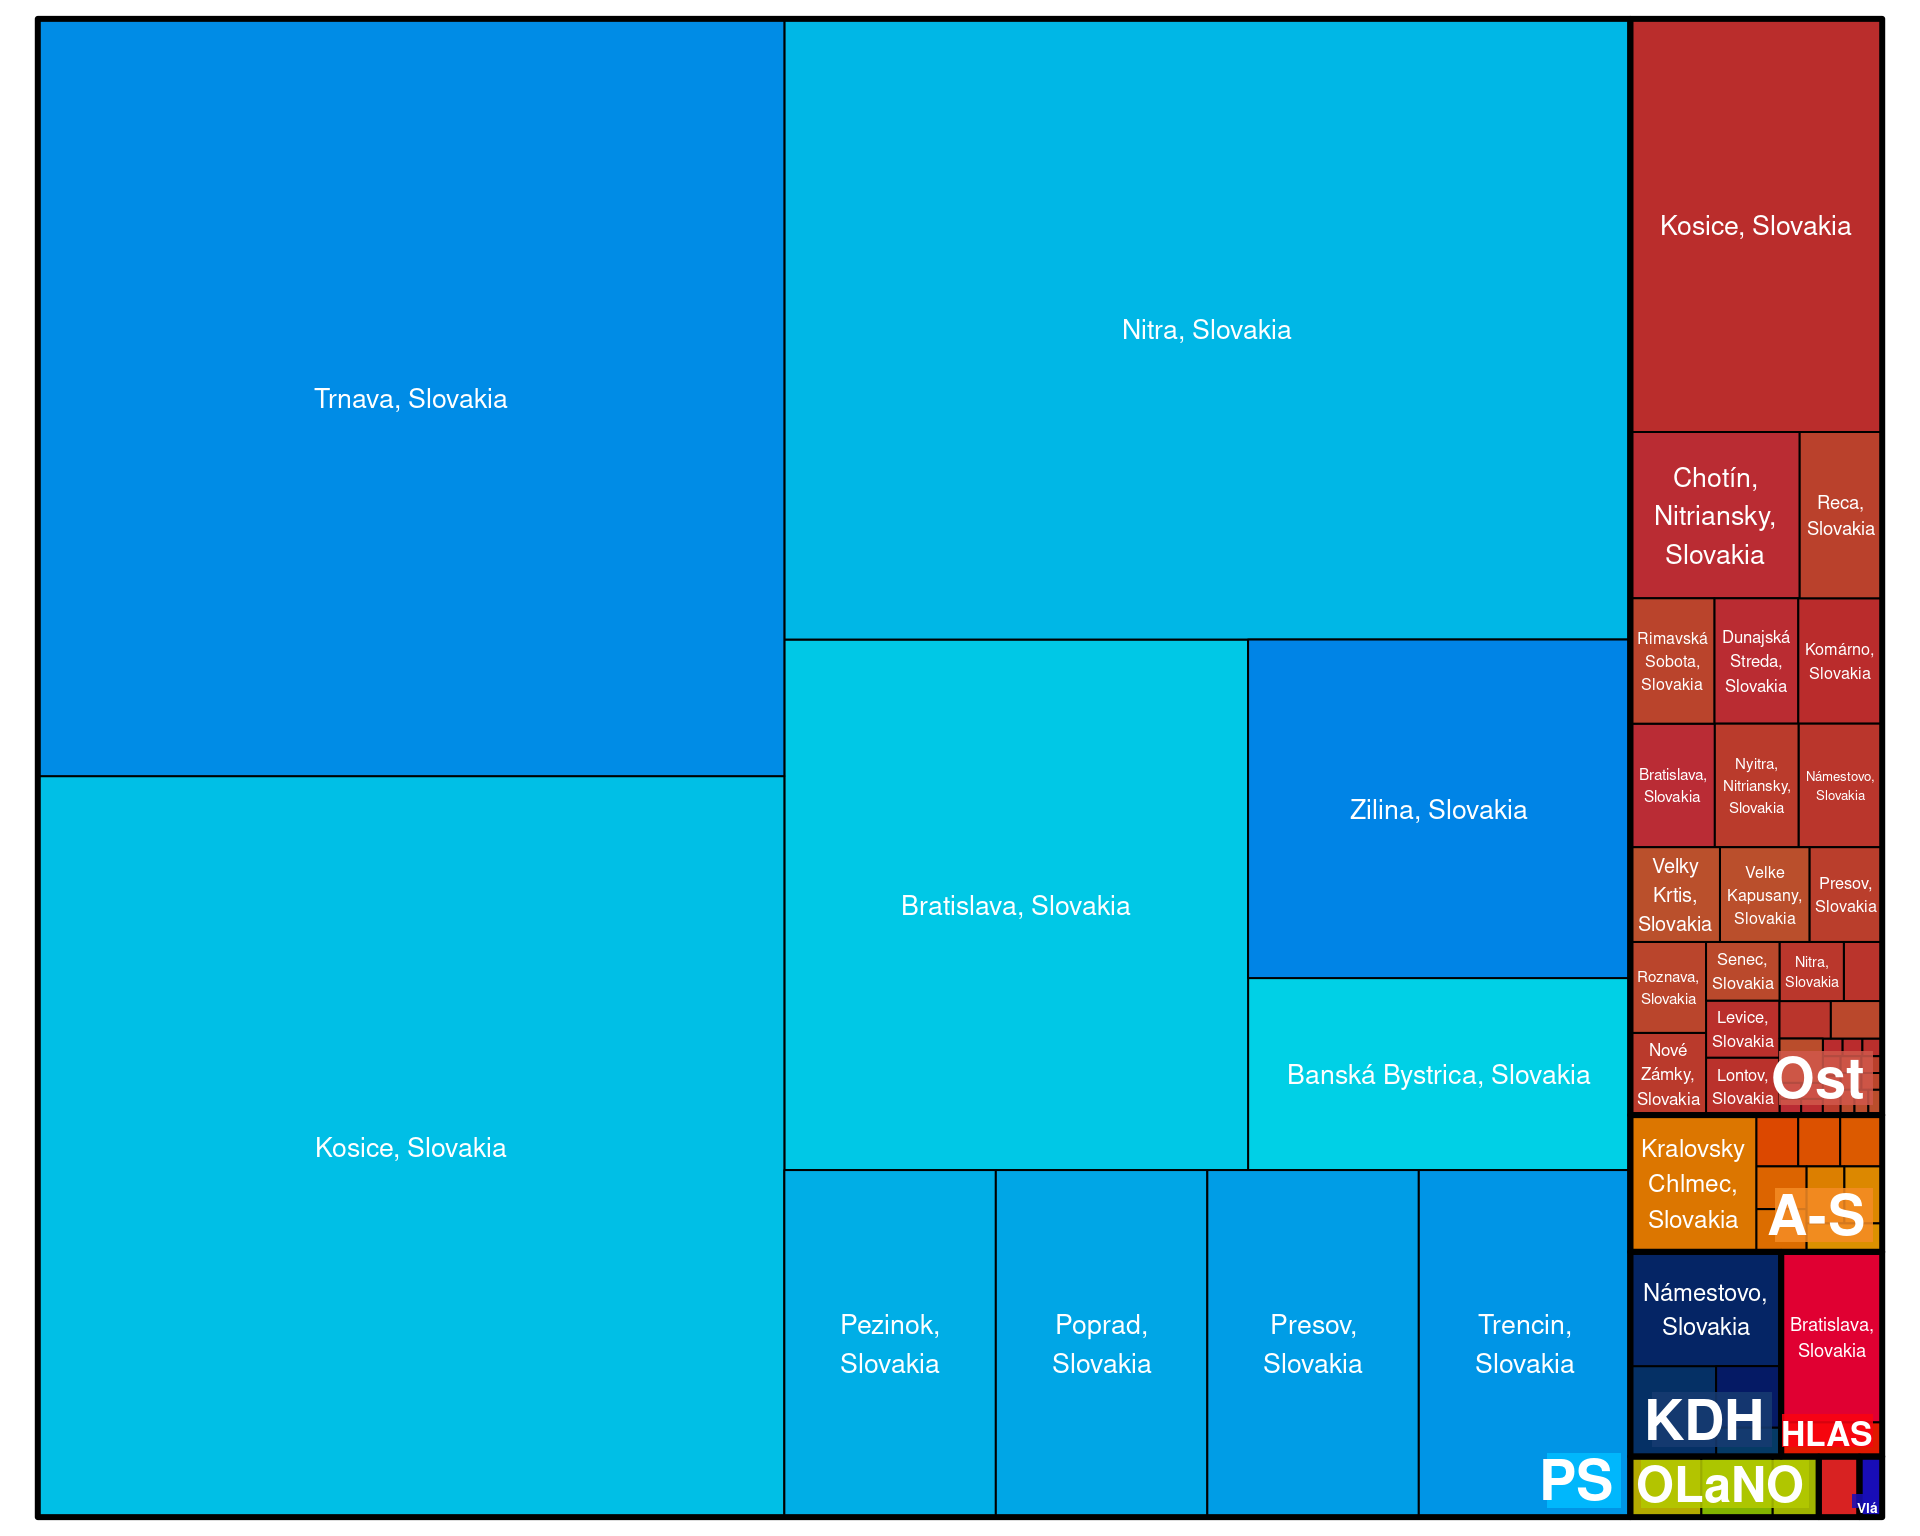 Trnava, Slovakia
Kosice, Slovakia
Nitra, Slovakia
Bratislava, Slovakia
Zilina, Slovakia
Banská Bystrica, Slovakia
Pezinok,
Slovakia
Poprad,
Slovakia
Presov,
Slovakia
Trencin,
Slovakia
PS
Kosice, Slovakia
Chotín,
Nitriansky,
Slovakia
Reca,
Slovakia
Rimavská
Sobota,
Slovakia
Dunajská
Streda,
Slovakia
Komárno,
Slovakia
Bratislava,
Slovakia
Nyitra,
Nitriansky,
Slovakia
Námestovo,
Slovakia
Velky
Krtis,
Slovakia
Velke
Kapusany,
Slovakia
Presov,
Slovakia
Roznava,
Slovakia
Senec,
Slovakia
Nitra,
Slovakia
Levice,
Slovakia
Nové
Zámky,
Slovakia
Lontov,
Slovakia
Ost
Kralovsky
Chlmec,
Slovakia
A-S
Námestovo,
Slovakia
KDH
Bratislava,
Slovakia
HLAS
OLaNO
Vlá